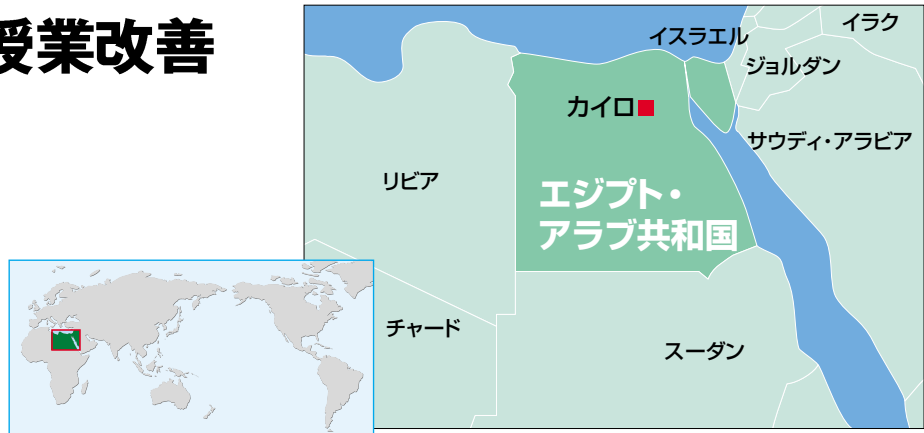 授業改善
イスラエル
イラク
ジョルダン
カイロ
サウディ・アラビア
リビア
エジプト・
アラブ共和国
チャード
スーダン